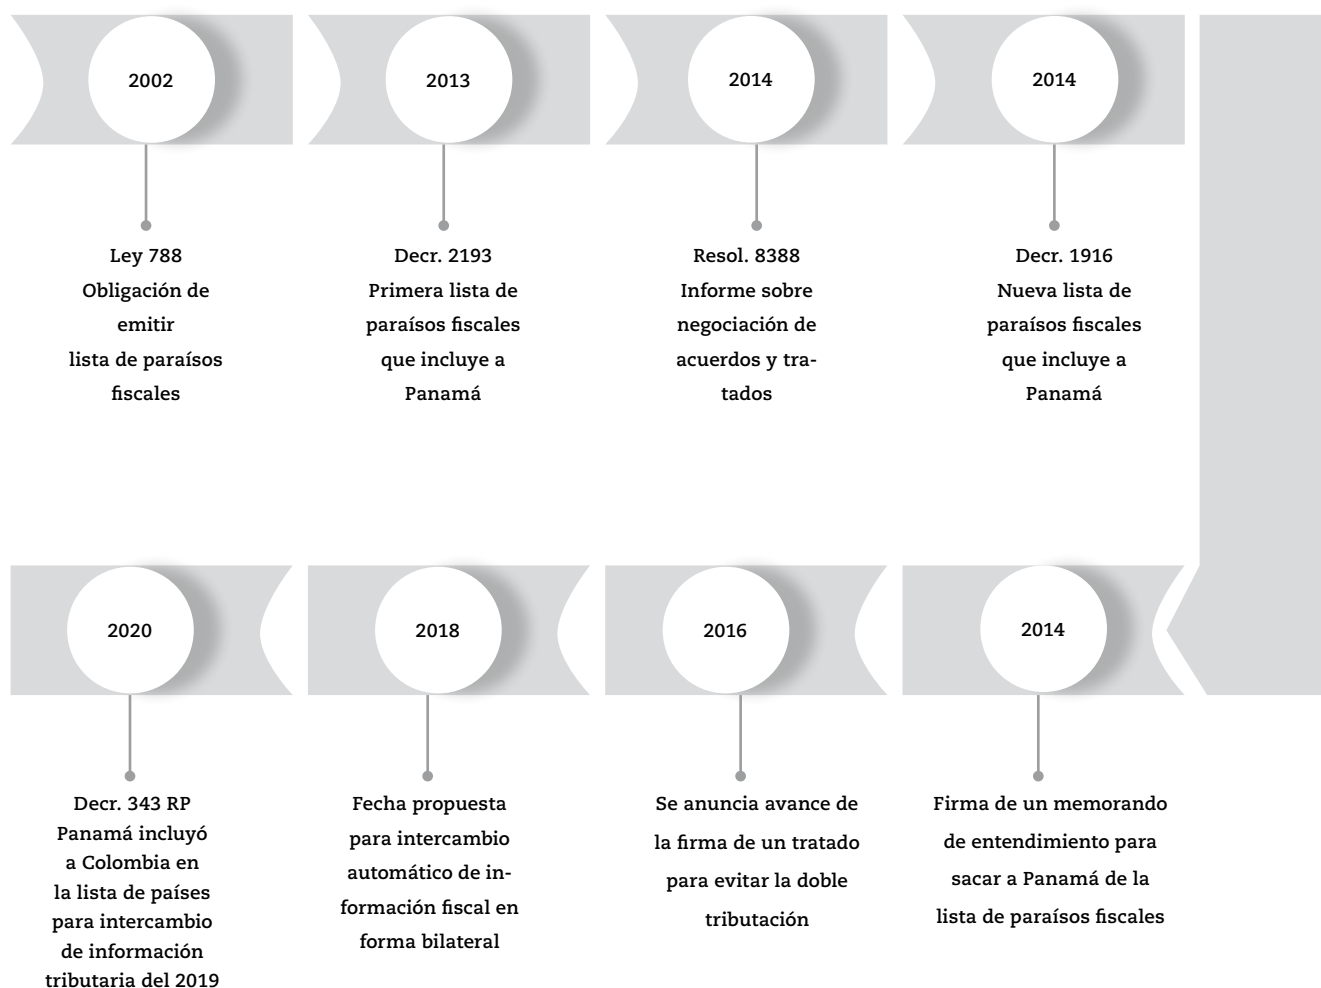 2002
Ley 788
Obligación de
emitir
lista de paraísos
fiscales
2013
Decr. 2193
Primera lista de
paraísos fiscales
que incluye a
Panamá
2014
Resol. 8388
Informe sobre
negociación de
acuerdos y tra-
tados
2014
Decr. 1916
Nueva lista de
paraísos fiscales
que incluye a
Panamá
2014
Firma de un memorando
de entendimiento para
sacar a Panamá de la
lista de paraísos fiscales
2016
Se anuncia avance de
la firma de un tratado
para evitar la doble
tributación
2018
Fecha propuesta
para intercambio
automático de in-
formación fiscal en
forma bilateral
2020
Decr. 343 RP
Panamá incluyó
a Colombia en
la lista de países
para intercambio
de información
tributaria del 2019